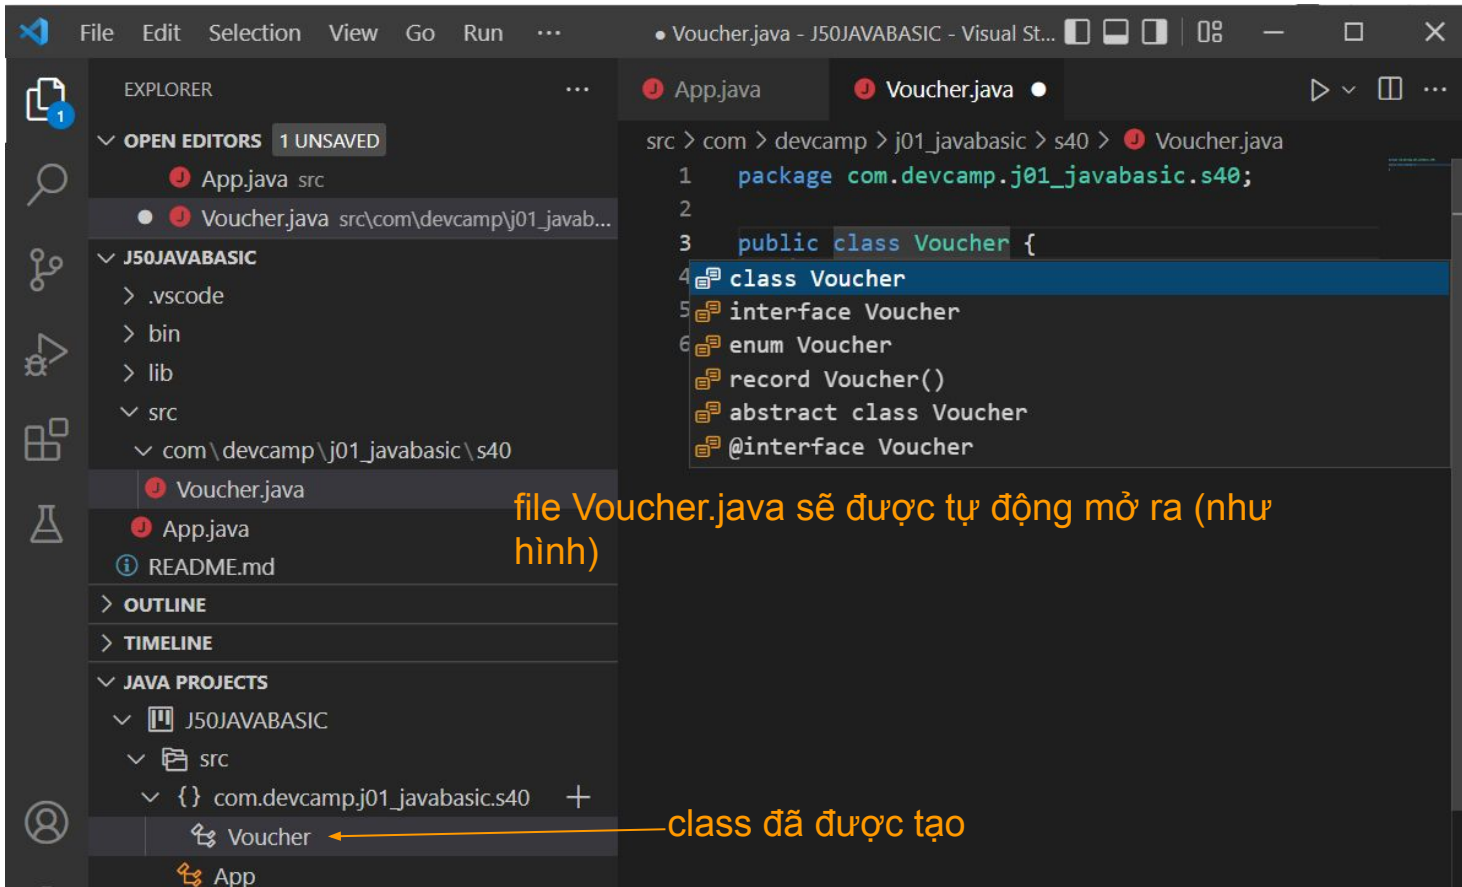 File Edit Selection View Go Run ···
● Voucher.java - J50JAVABASIC - Visual St...
EXPLORER
···
OPEN EDITORS 1 UNSAVED
App.java src
● Voucher.java src\com\devcamp\j01_javab...
J50JAVABASIC
> .vscode
> bin
> lib
src
com\devcamp\j01_javabasic\s40
Voucher.java
App.java
README.md
> OUTLINE
> TIMELINE
JAVA PROJECTS
J50JAVABASIC
src
{} com.devcamp.j01_javabasic.s40 +
Voucher
App
1
App.java
Voucher.java ●
···
src > com > devcamp > j01_javabasic > s40 > Voucher.java
1 package com.devcamp.j01_javabasic.s40;
2
3 public class Voucher {
4 class Voucher
5 interface Voucher
6 enum Voucher
record Voucher()
abstract class Voucher
@interface Voucher
file Voucher.java sẽ được tự động mở ra (như
hình)
class đã được tạo